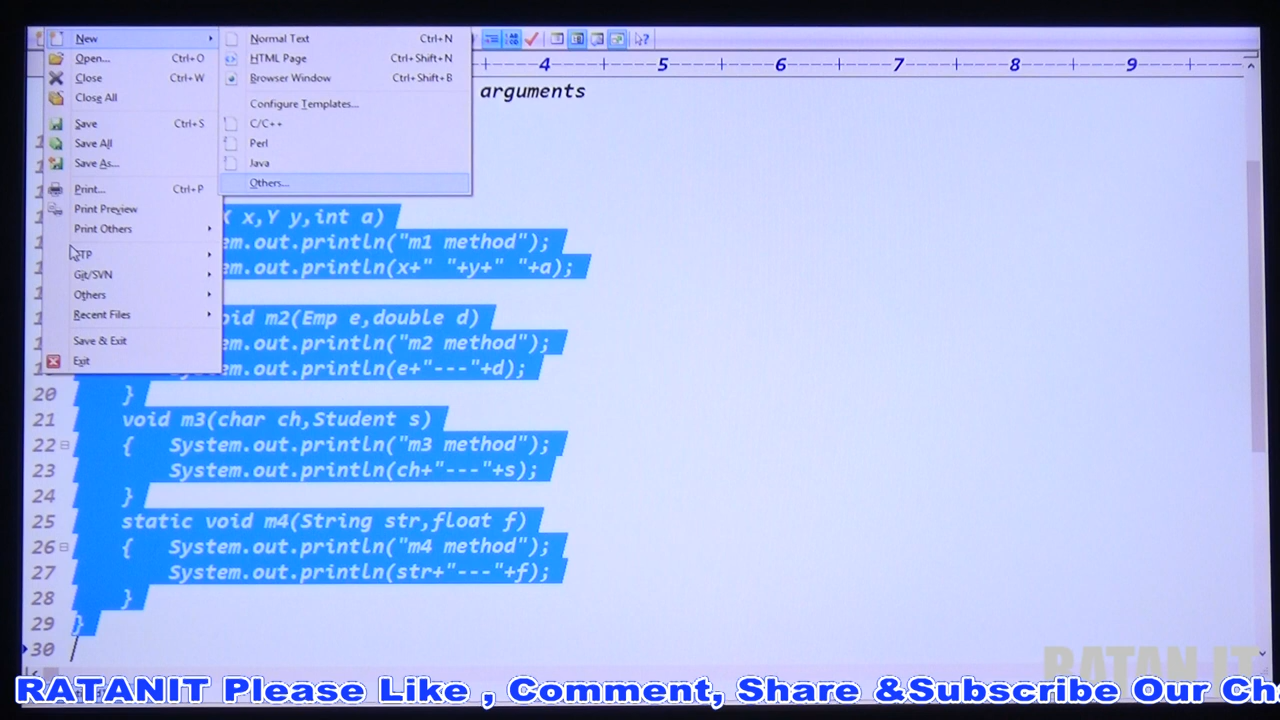 New
Open... Ctrl+O
Close Ctrl+W
Close All
Save Ctrl+S
Save All
Save As...
Print... Ctrl+P
Print Preview
Print Others
Git/SVN
Others
Recent Files
Save & Exit
Exit
Normal Text Ctrl+N
HTML Page Ctrl+Shift+N
Browser Window Ctrl+Shift+B
Configure Templates...
C/C++
Perl
Java
Others...
4 5 6 7 8 9
arguments
x,Y y,int a)
em.out.println("m1 method");
em.out.println(x+" "+y+" "+a);
id m2(Emp e,double d)
em.out.println("m2 method");
System.out.println(e+"---"+d);
20 }
21 void m3(char ch,Student s)
22 { System.out.println("m3 method");
23 System.out.println(ch+"---"+s);
24 }
25 static void m4(String str,float f)
26 { System.out.println("m4 method");
27 System.out.println(str+"---"+f);
28 }
29 }
30
RATAN IT
RATANIT Please Like , Comment, Share &Subscribe Our Ch